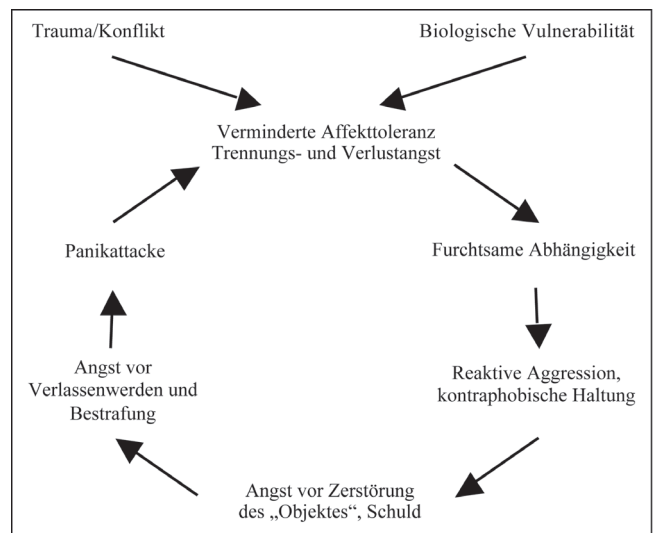 Trauma/Konflikt
Biologische Vulnerabilität
Verminderte Affekttoleranz
Trennungs- und Verlustangst
Panikattacke
Furchtsame Abhängigkeit
Angst vor
Verlassenwerden und
Bestrafung
Reaktive Aggression,
kontraphobische Haltung
Angst vor Zerstörung
des „Objektes“, Schuld